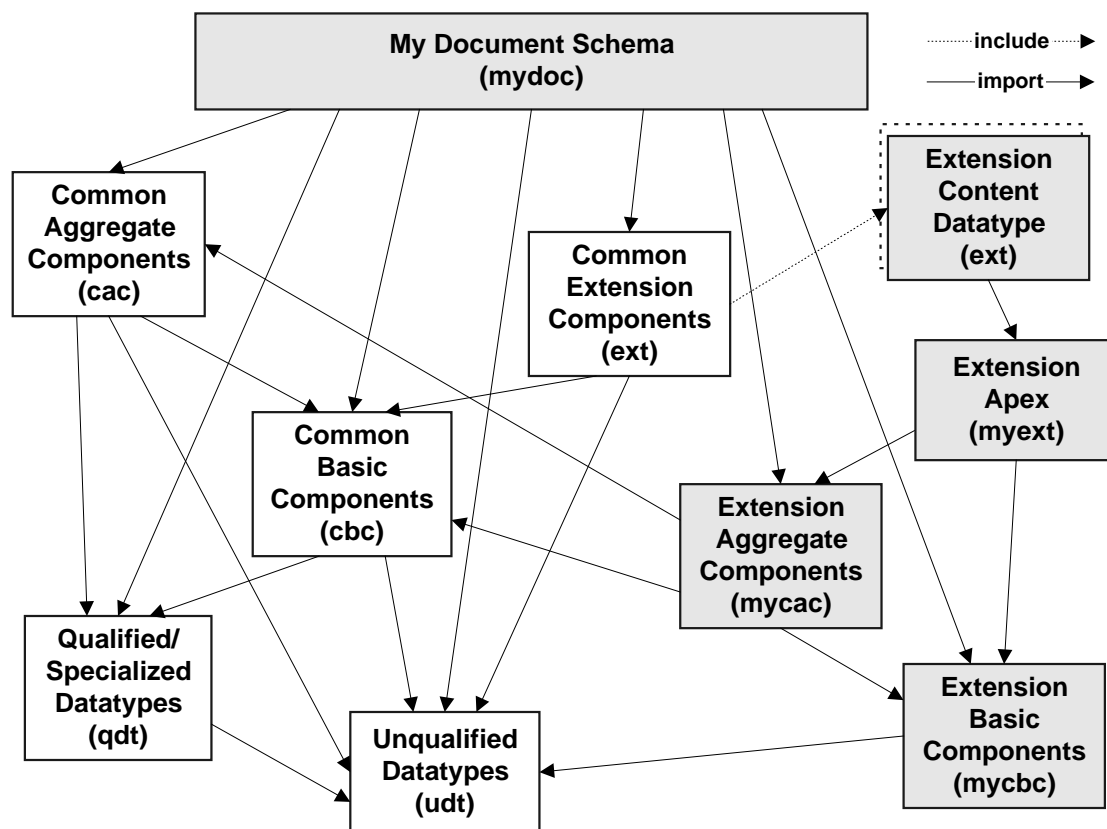 My Document Schema
(mydoc)
include
import
Extension
Content
Datatype
(ext)
Common
Aggregate
Components
(cac)
Common
Extension
Components
(ext)
Extension
Apex
(myext)
Common
Basic
Components
(cbc)
Extension
Aggregate
Components
(mycac)
Qualified/
Specialized
Datatypes
(qdt)
Unqualified
Datatypes
(udt)
Extension
Basic
Components
(mycbc)